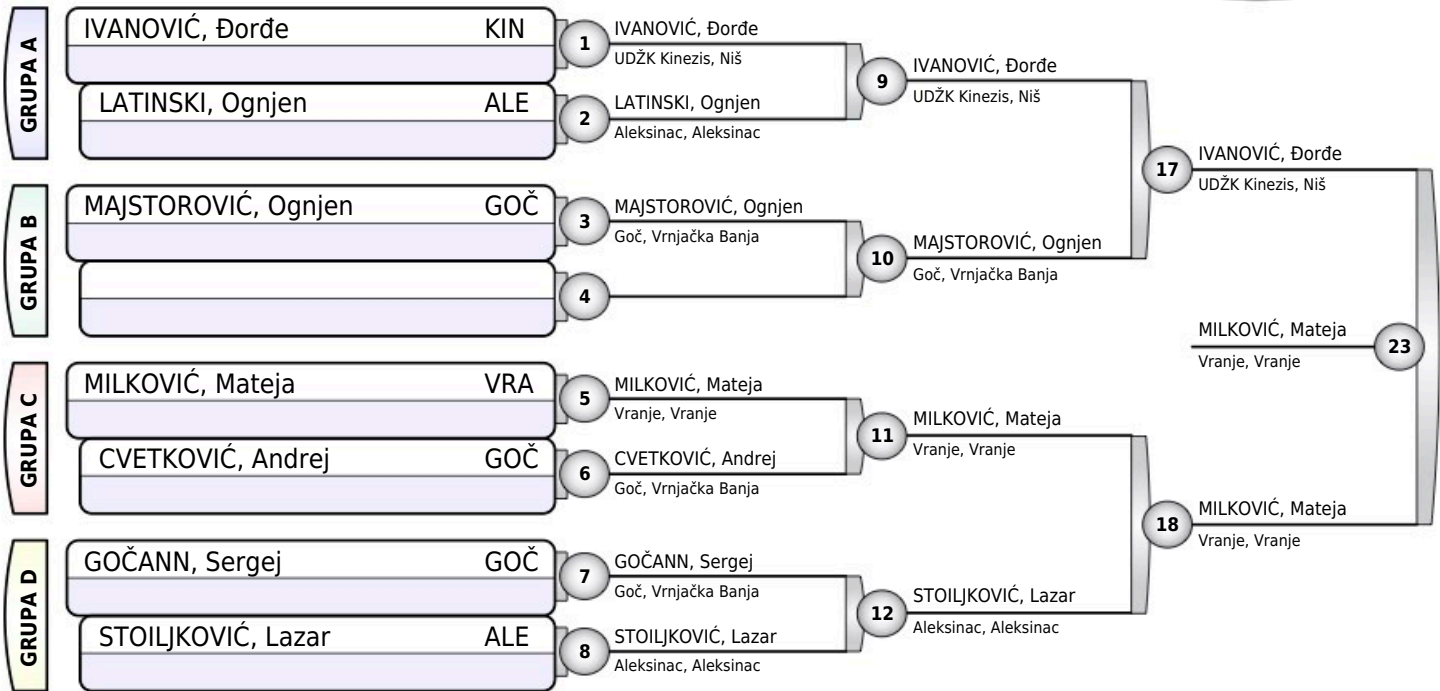 GRUPA A
IVANOVIĆ, Đorđe KIN
LATINSKI, Ognjen ALE
GRUPA B
MAJSTOROVIĆ, Ognjen GOČ
GRUPA C
MILKOVIĆ, Mateja VRA
CVETKOVIĆ, Andrej GOČ
GRUPA D
GOČANN, Sergej GOČ
STOILJKOVIĆ, Lazar ALE
1
IVANOVIĆ, Đorđe
UDŽK Kinezis, Niš
2
LATINSKI, Ognjen
Aleksinac, Aleksinac
3
MAJSTOROVIĆ, Ognjen
Goč, Vrnjačka Banja
4
5
MILKOVIĆ, Mateja
Vranje, Vranje
6
CVETKOVIĆ, Andrej
Goč, Vrnjačka Banja
7
GOČANN, Sergej
Goč, Vrnjačka Banja
8
STOILJKOVIĆ, Lazar
Aleksinac, Aleksinac
9
IVANOVIĆ, Đorđe
UDŽK Kinezis, Niš
10
MAJSTOROVIĆ, Ognjen
Goč, Vrnjačka Banja
11
MILKOVIĆ, Mateja
Vranje, Vranje
12
STOILJKOVIĆ, Lazar
Aleksinac, Aleksinac
17
IVANOVIĆ, Đorđe
UDŽK Kinezis, Niš
18
MILKOVIĆ, Mateja
Vranje, Vranje
MILKOVIĆ, Mateja
Vranje, Vranje
23